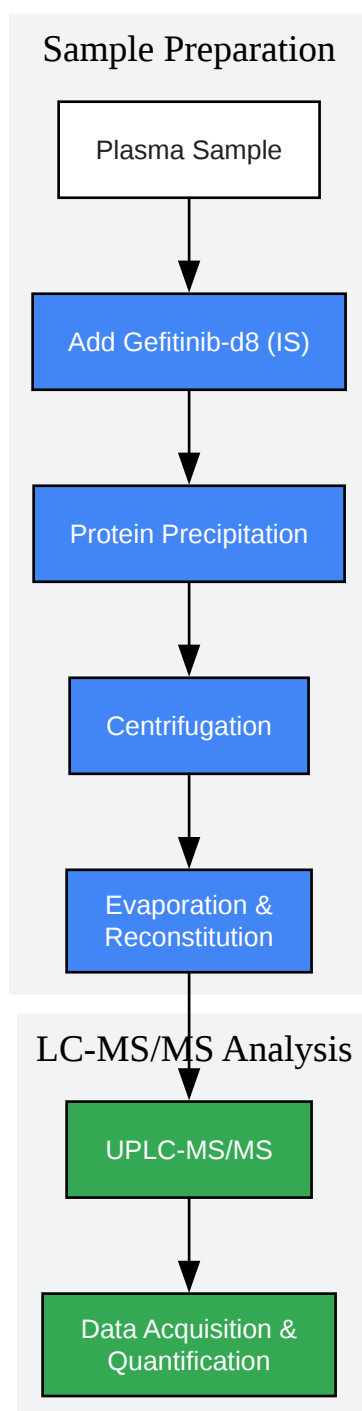 Sample Preparation
Plasma Sample
Add Gefitinib-d8 (IS)
Protein Precipitation
Centrifugation
Evaporation &
Reconstitution
LC-MS/MS Analysis
UPLC-MS/MS
Data Acquisition &
Quantification